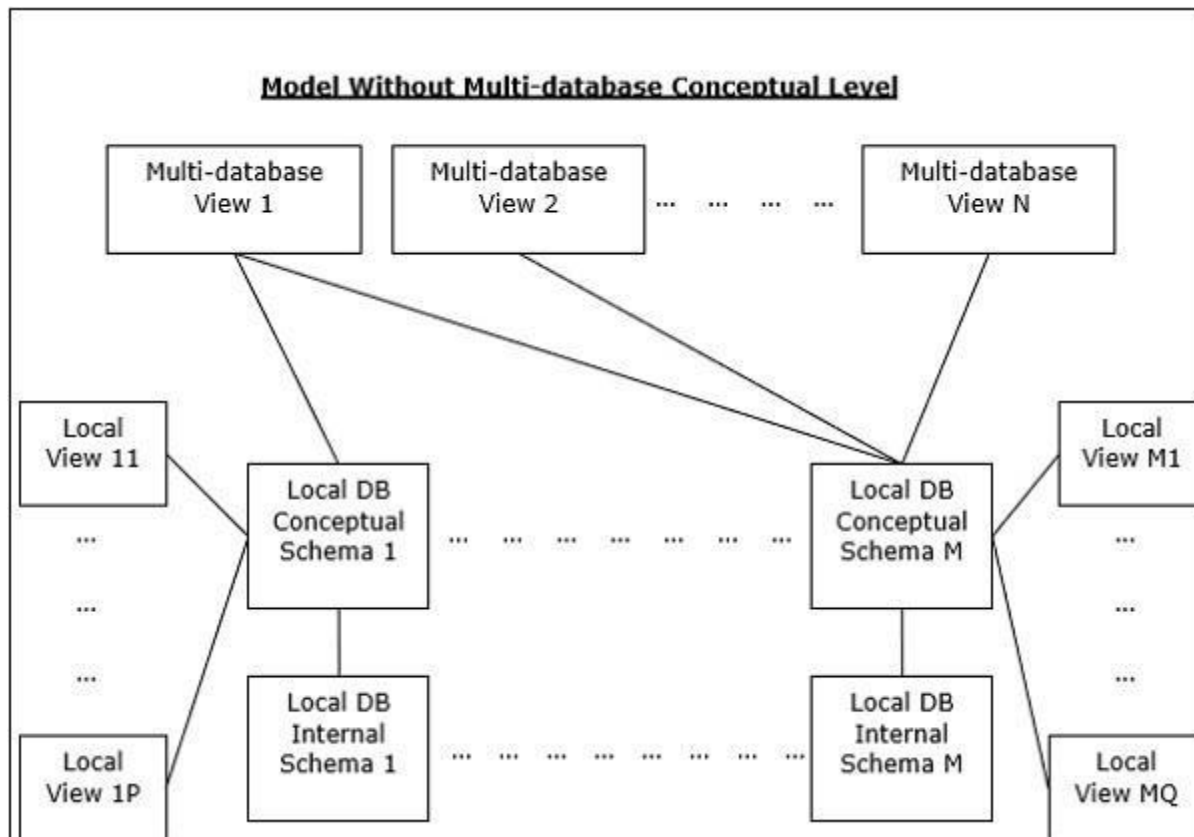 Model Without Multi-database Conceptual Level
Multi-database
View 1
Multi-database
View 2
... ... ... ...
Multi-database
View N
Local
View 11
...
...
...
Local
View 1P
Local DB
Conceptual
Schema 1
... ... ... ... ... ... ...
Local DB
Conceptual
Schema M
Local DB
Internal
Schema 1
... ... ... ... ... ... ... ...
Local DB
Internal
Schema M
Local
View M1
...
...
...
Local
View MQ